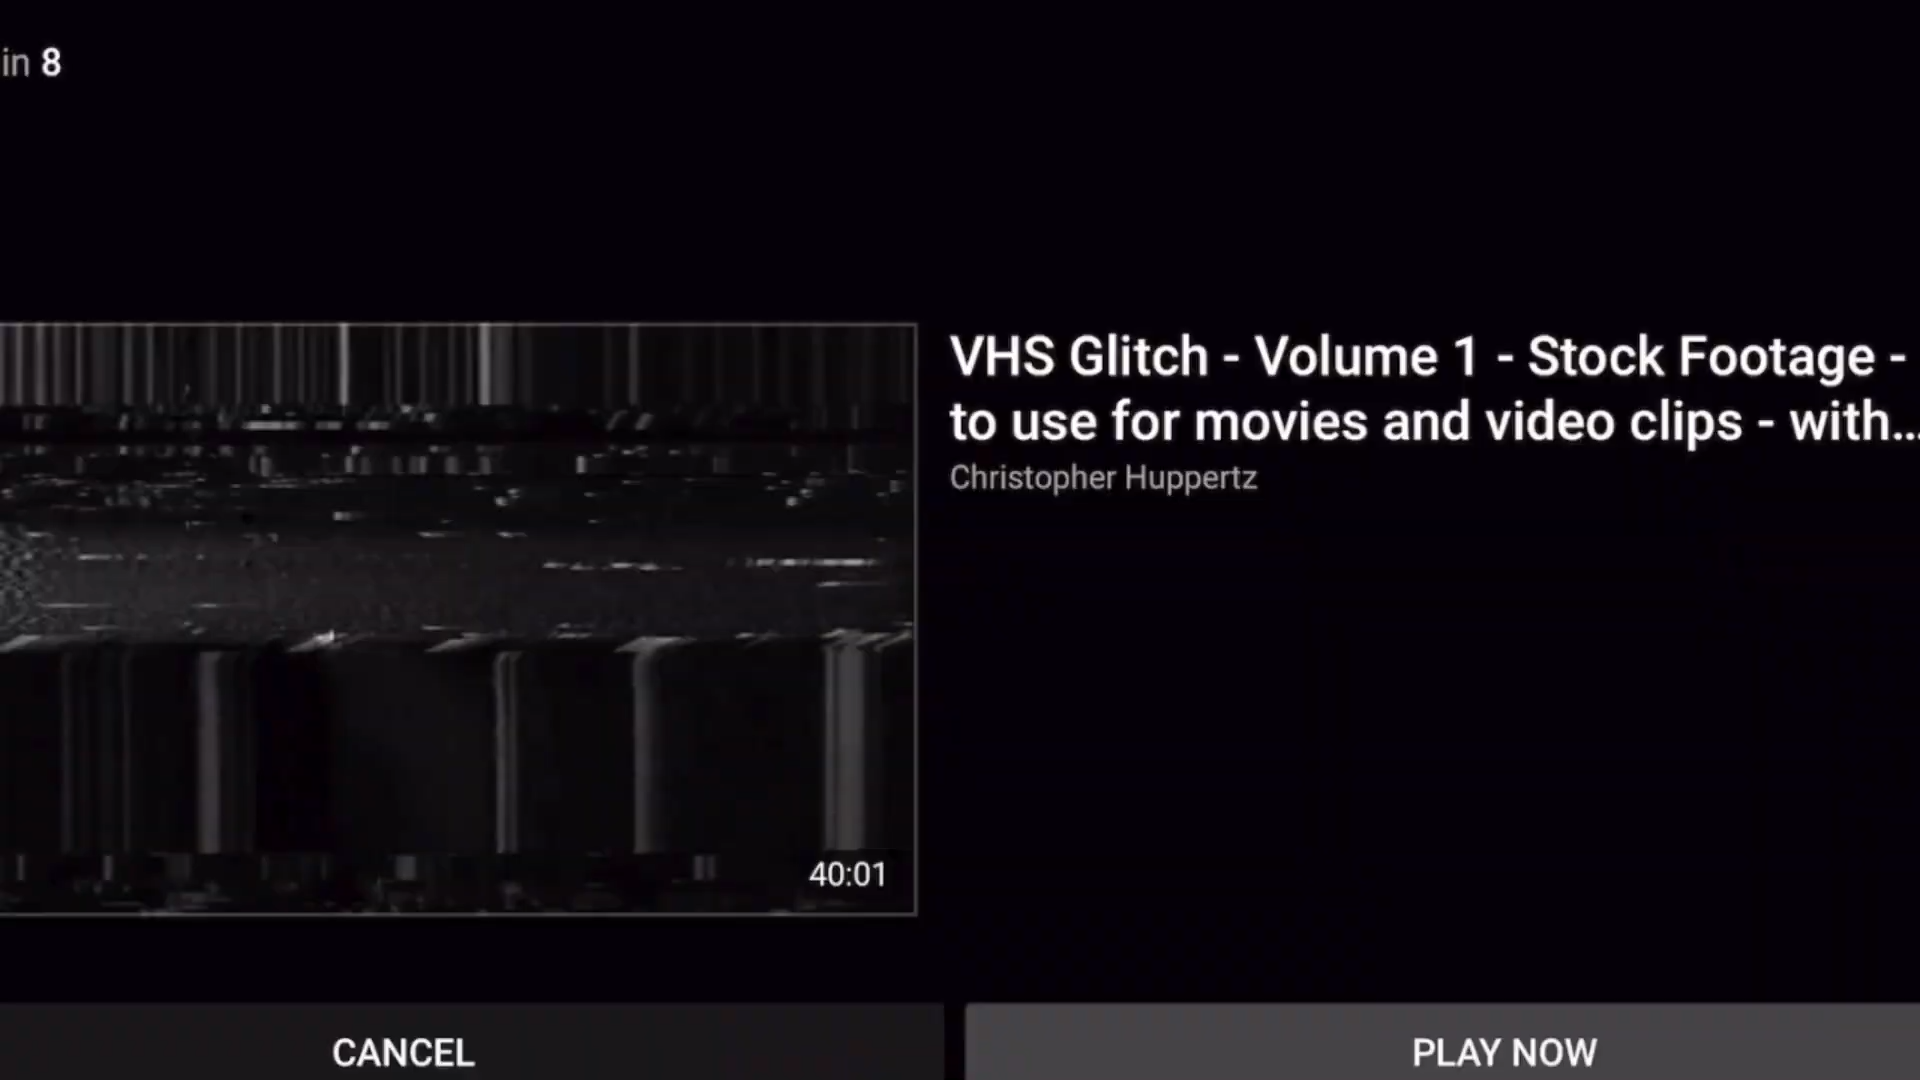 in 8
VHS Glitch - Volume 1 - Stock Footage -
to use for movies and video clips - with...
Christopher Huppertz
40:01
CANCEL
PLAY NOW